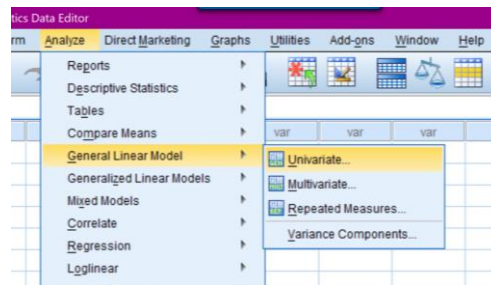 tics Data Editor
rm Analyze Direct Marketing Graphs Utilities Add-ons Window Help
Reports
Descriptive Statistics
Tables
Compare Means
var var var
General Linear Model
Univariate...
Generalized Linear Models
Multivariate...
Mixed Models
Repeated Measures...
Correlate
Variance Components...
Regression
Loglinear